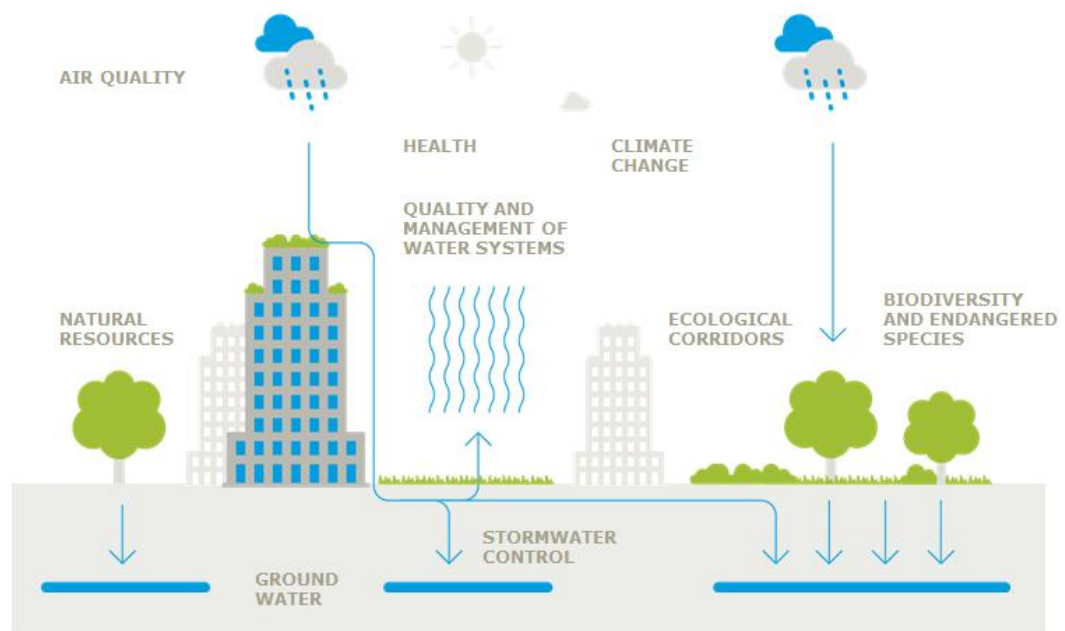 AIR QUALITY
HEALTH
CLIMATE
CHANGE
QUALITY AND
MANAGEMENT OF
WATER SYSTEMS
NATURAL
RESOURCES
ECOLOGICAL
CORRIDORS
BIODIVERSITY
AND ENDANGERED
SPECIES
STORMWATER
CONTROL
GROUND
WATER